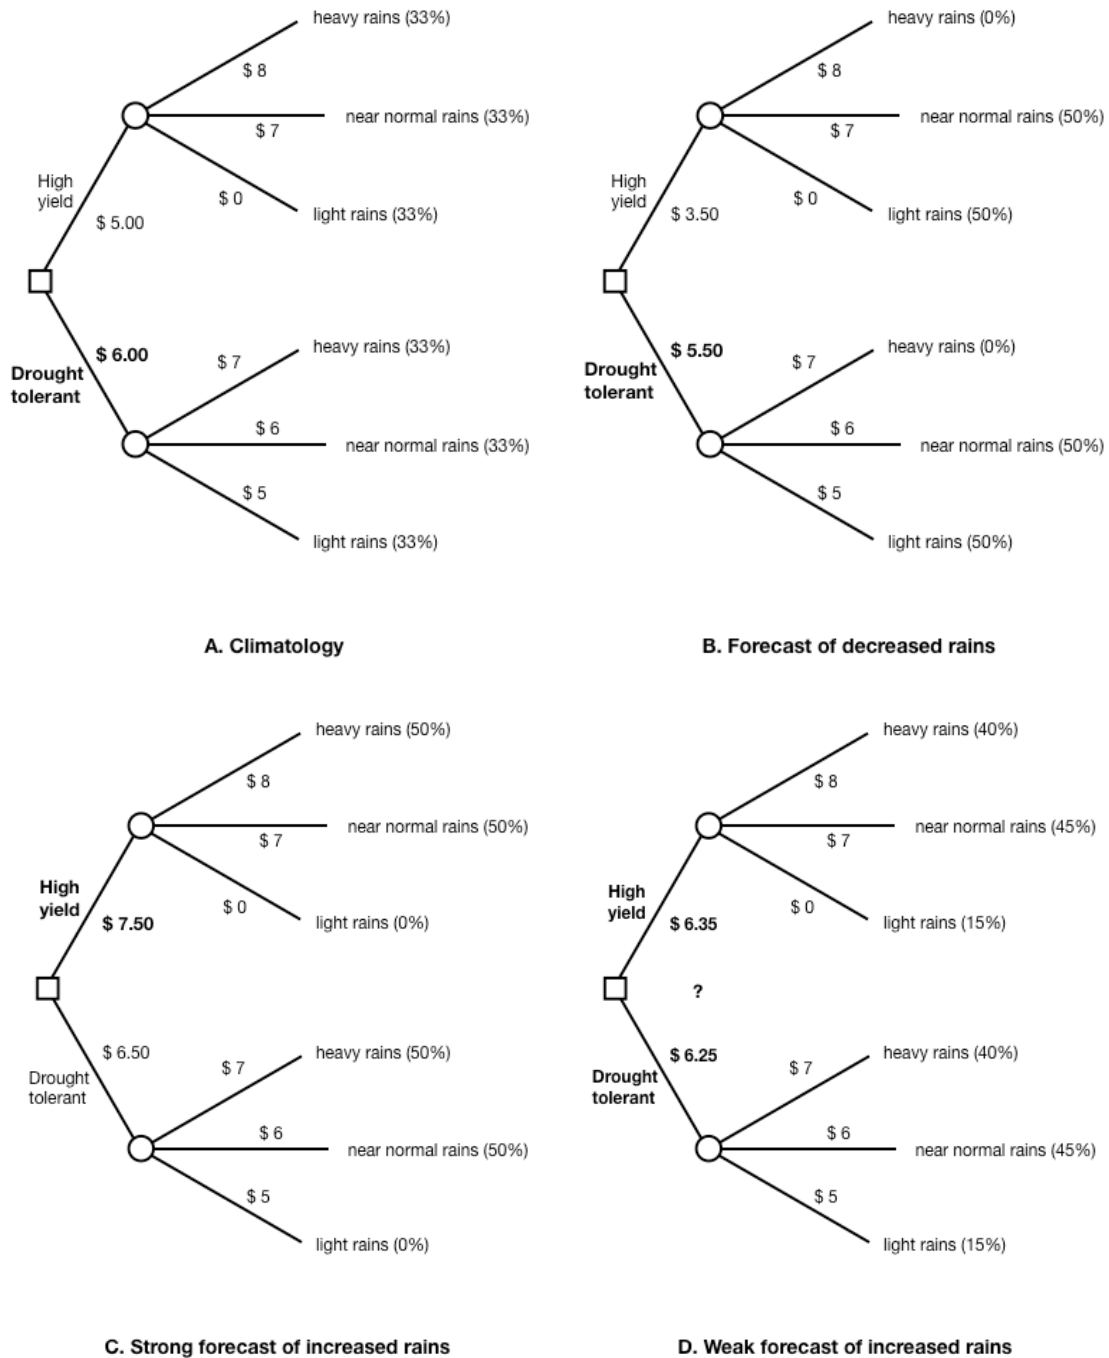 heavy rains (33%)
$ 8
near normal rains (33%)
$ 7
High
yield
$ 0
light rains (33%)
$ 5.00
$ 6.00
Drought
tolerant
heavy rains (33%)
$ 7
$ 6
near normal rains (33%)
$ 5
light rains (33%)
A. Climatology
heavy rains (0%)
$ 8
near normal rains (50%)
$ 7
High
yield
$ 0
light rains (50%)
$ 3.50
$ 5.50
Drought
tolerant
heavy rains (0%)
$ 7
$ 6
near normal rains (50%)
$ 5
light rains (50%)
B. Forecast of decreased rains
heavy rains (50%)
$ 8
near normal rains (50%)
$ 7
High
yield
$ 0
light rains (0%)
$ 7.50
$ 6.50
Drought
tolerant
heavy rains (50%)
$ 7
$ 6
near normal rains (50%)
$ 5
light rains (0%)
C. Strong forecast of increased rains
heavy rains (40%)
$ 8
near normal rains (45%)
$ 7
High
yield
$ 0
light rains (15%)
$ 6.35
?
$ 6.25
Drought
tolerant
heavy rains (40%)
$ 7
$ 6
near normal rains (45%)
$ 5
light rains (15%)
D. Weak forecast of increased rains